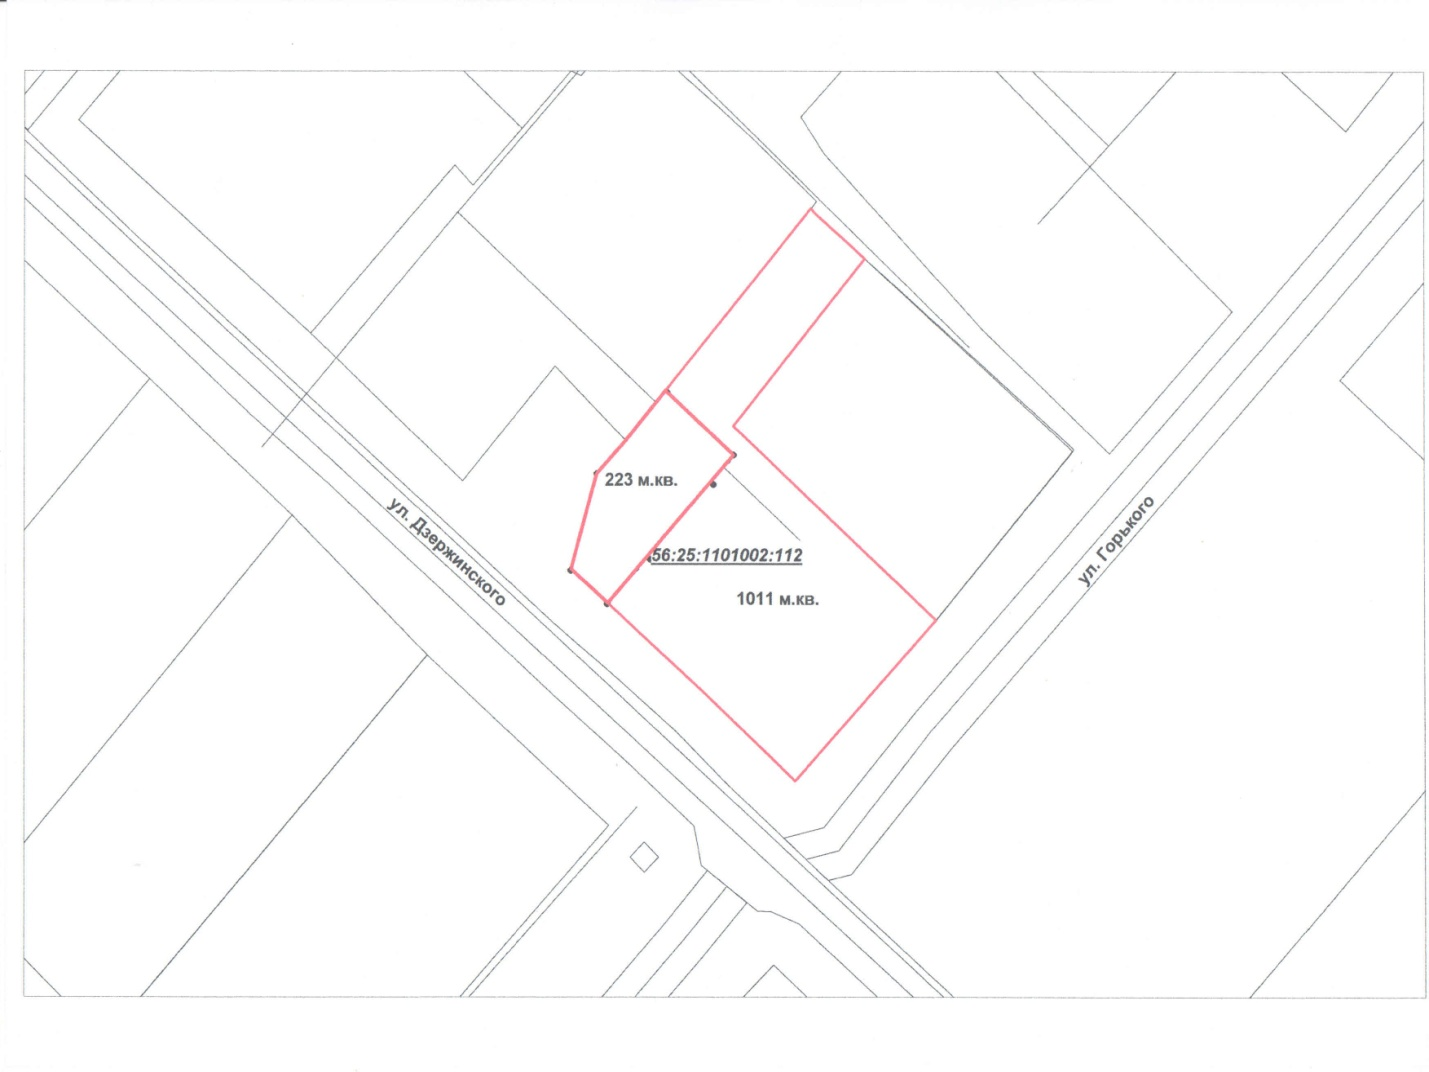 223 м.кв.
ул. Дзержинского
56:25:1101002:112
1011 м.кв.
ул. Горького